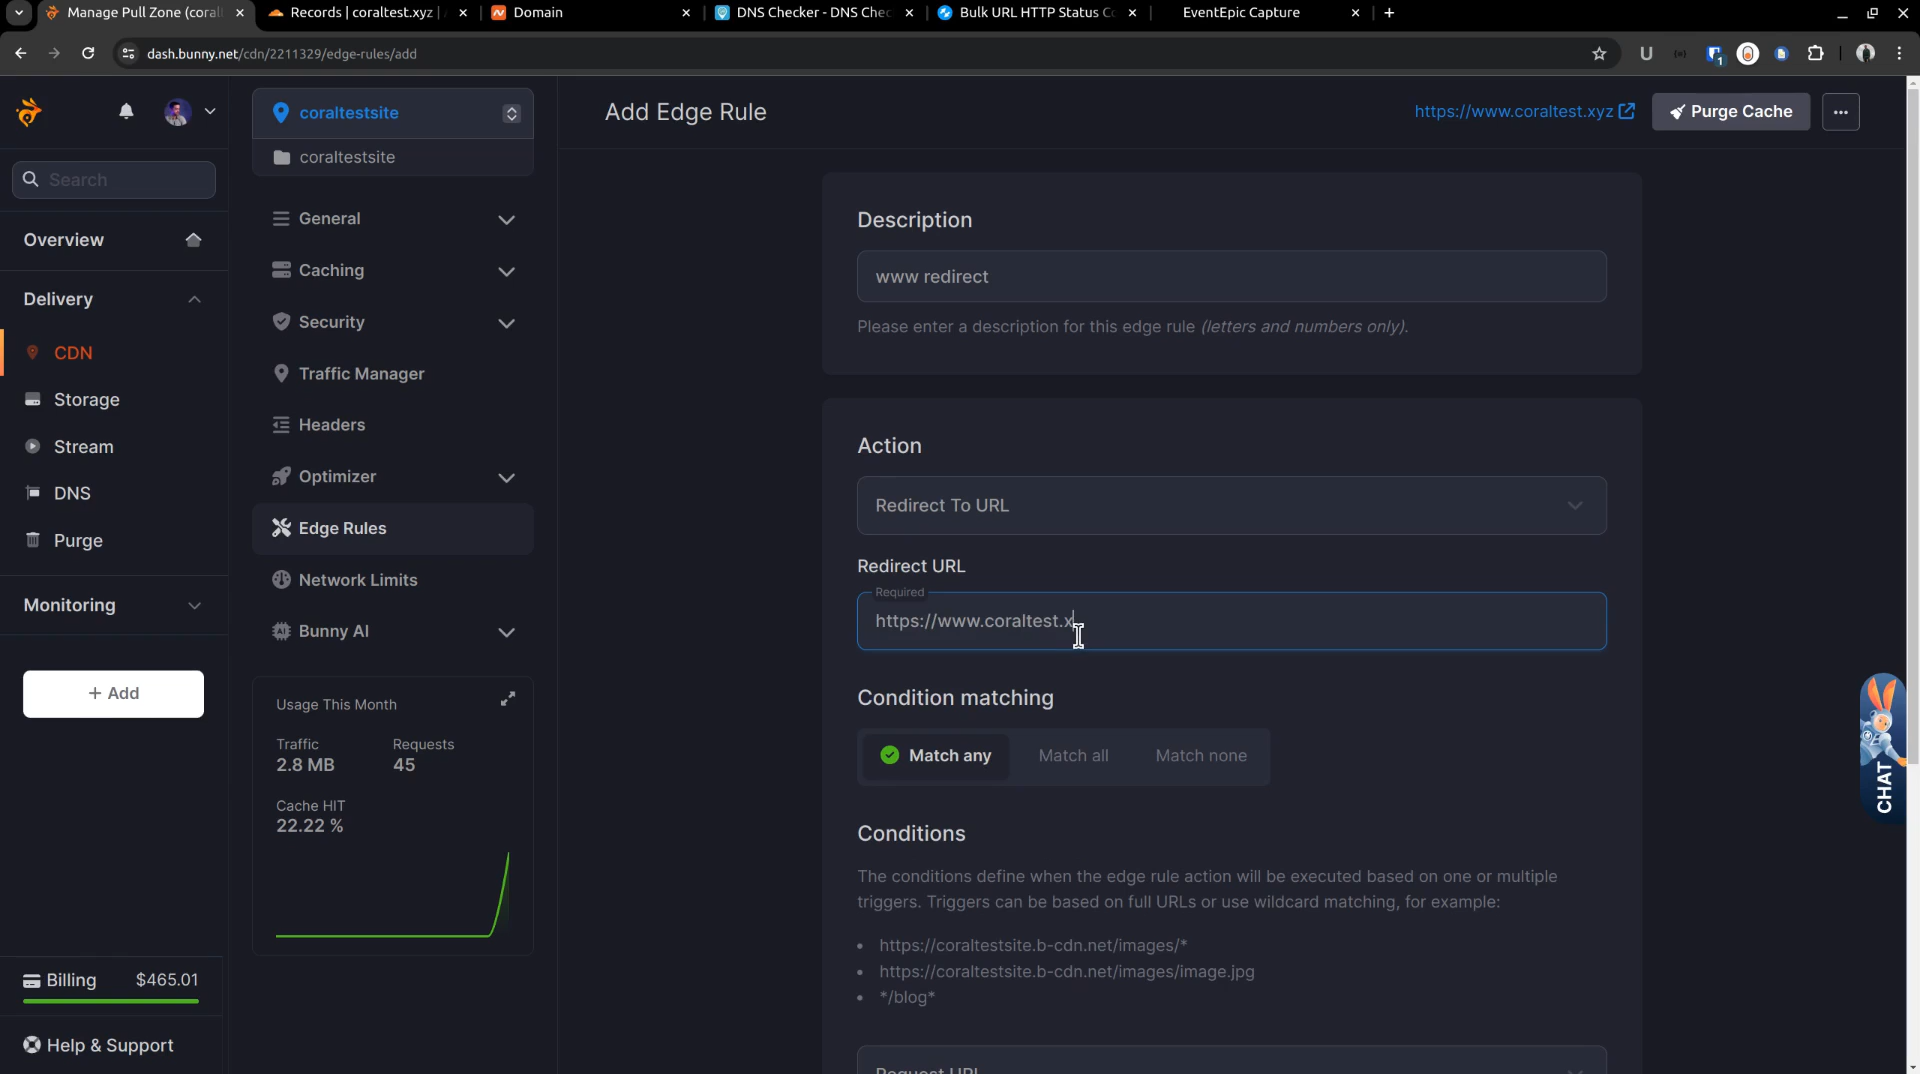 Manage Pull Zone (coral
Records | coraltest.xyz |
Domain
DNS Checker - DNS Chec
Bulk URL HTTP Status Co
EventEpic Capture
dash.bunny.net/cdn/2211329/edge-rules/add
U
1
coraltestsite
coraltestsite
Add Edge Rule
https://www.coraltest.xyz
Purge Cache
Search
Overview
Delivery
CDN
Storage
Stream
DNS
Purge
Monitoring
+ Add
Billing $465.01
Help & Support
General
Caching
Security
Traffic Manager
Headers
Optimizer
Edge Rules
Network Limits
AI
Bunny AI
Usage This Month
Traffic Requests
2.8 MB 45
Cache HIT
22.22 %
Description
www redirect
Please enter a description for this edge rule (letters and numbers only).
Action
Redirect To URL
Redirect URL
Required
https://www.coraltest.x
Condition matching
Match any Match all Match none
Conditions
The conditions define when the edge rule action will be executed based on one or multiple
triggers. Triggers can be based on full URLs or use wildcard matching, for example:
• https://coraltestsite.b-cdn.net/images/*
• https://coraltestsite.b-cdn.net/images/image.jpg
• */blog*
Request URL
CHAT